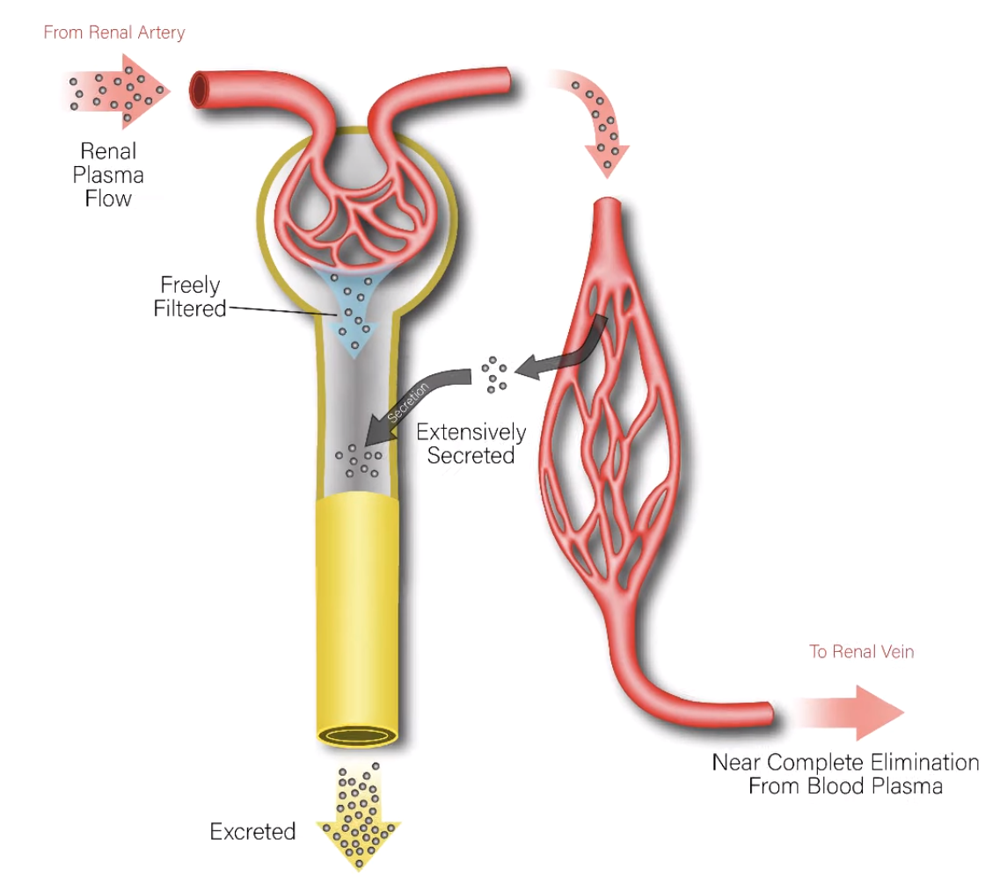 From Renal Artery
Renal
Plasma
Flow
Freely
Filtered
Secretion
Extensively
Secreted
To Renal Vein
Near Complete Elimination
From Blood Plasma
Excreted